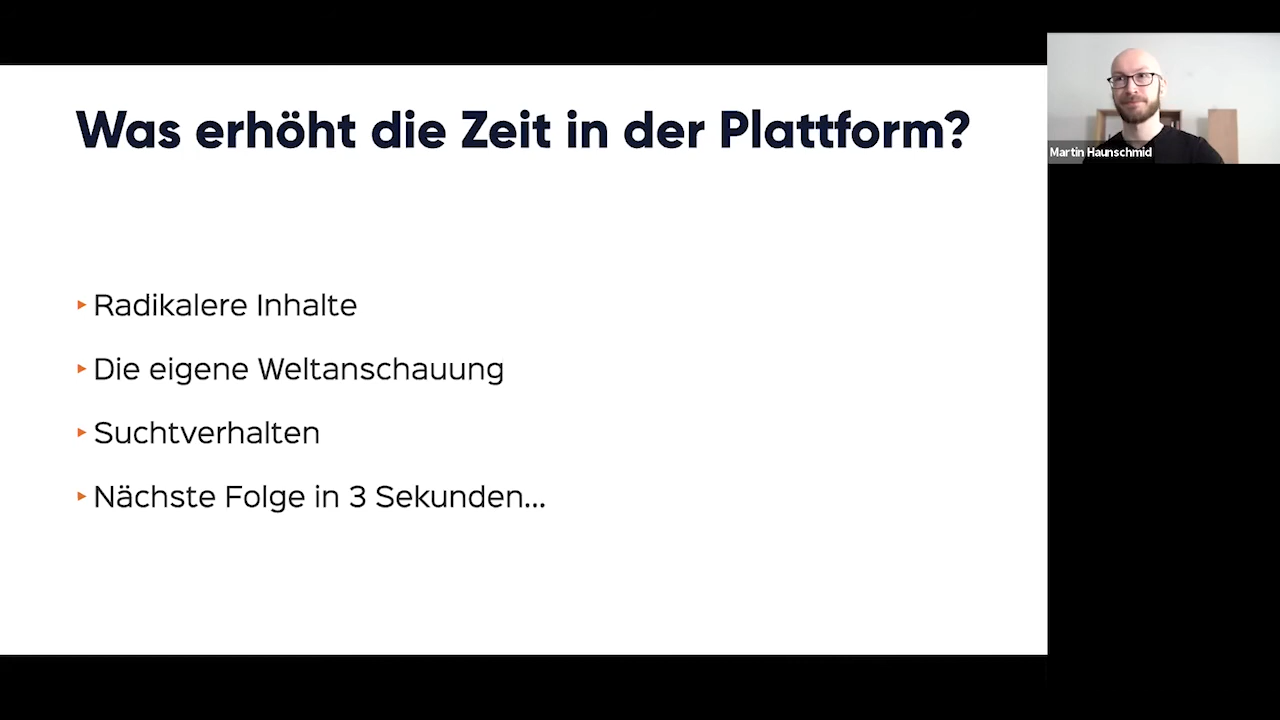 Was erhöht die Zeit in der Plattform?
Radikalere Inhalte
Die eigene Weltanschauung
Suchtverhalten
Nächste Folge in 3 Sekunden...
Martin Haunschmid